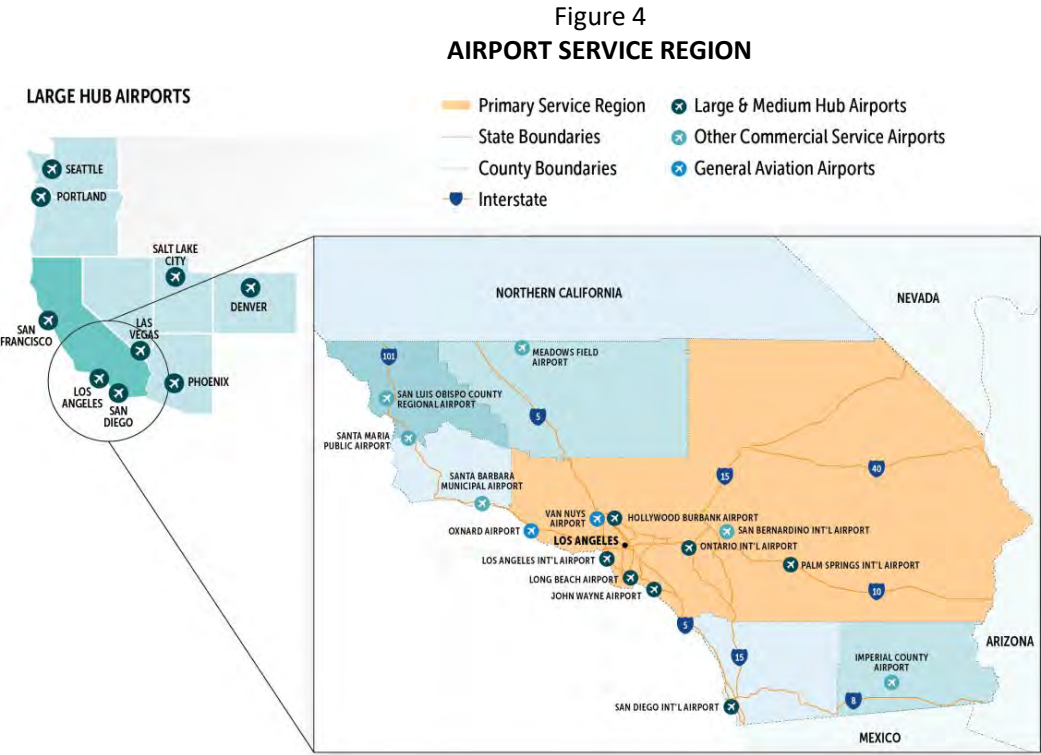 Figure 4
AIRPORT SERVICE REGION
LARGE HUB AIRPORTS
Primary Service Region
State Boundaries
County Boundaries
Interstate
Large & Medium Hub Airports
Other Commercial Service Airports
General Aviation Airports
SEATTLE
PORTLAND
SALT LAKE
CITY
DENVER
SAN
FRANCISCO
LAS
VEGAS
LOS
ANGELES
SAN
DIEGO
PHOENIX
NORTHERN CALIFORNIA
NEVADA
101
MEADOWS FIELD
AIRPORT
SAN LUIS OBISPO COUNTY
REGIONAL AIRPORT
5
SANTA MARIA
PUBLIC AIRPORT
15
40
SANTA BARBARA
MUNICIPAL AIRPORT
VAN NUYS
AIRPORT
HOLLYWOOD BURBANK AIRPORT
OXNARD AIRPORT
SAN BERNARDINO INT'L AIRPORT
LOS ANGELES
ONTARIO INT'L AIRPORT
LOS ANGELES INT'L AIRPORT
PALM SPRINGS INT'L AIRPORT
LONG BEACH AIRPORT
JOHN WAYNE AIRPORT
10
5
ARIZONA
15
IMPERIAL COUNTY
AIRPORT
SAN DIEGO INT'L AIRPORT
8
MEXICO